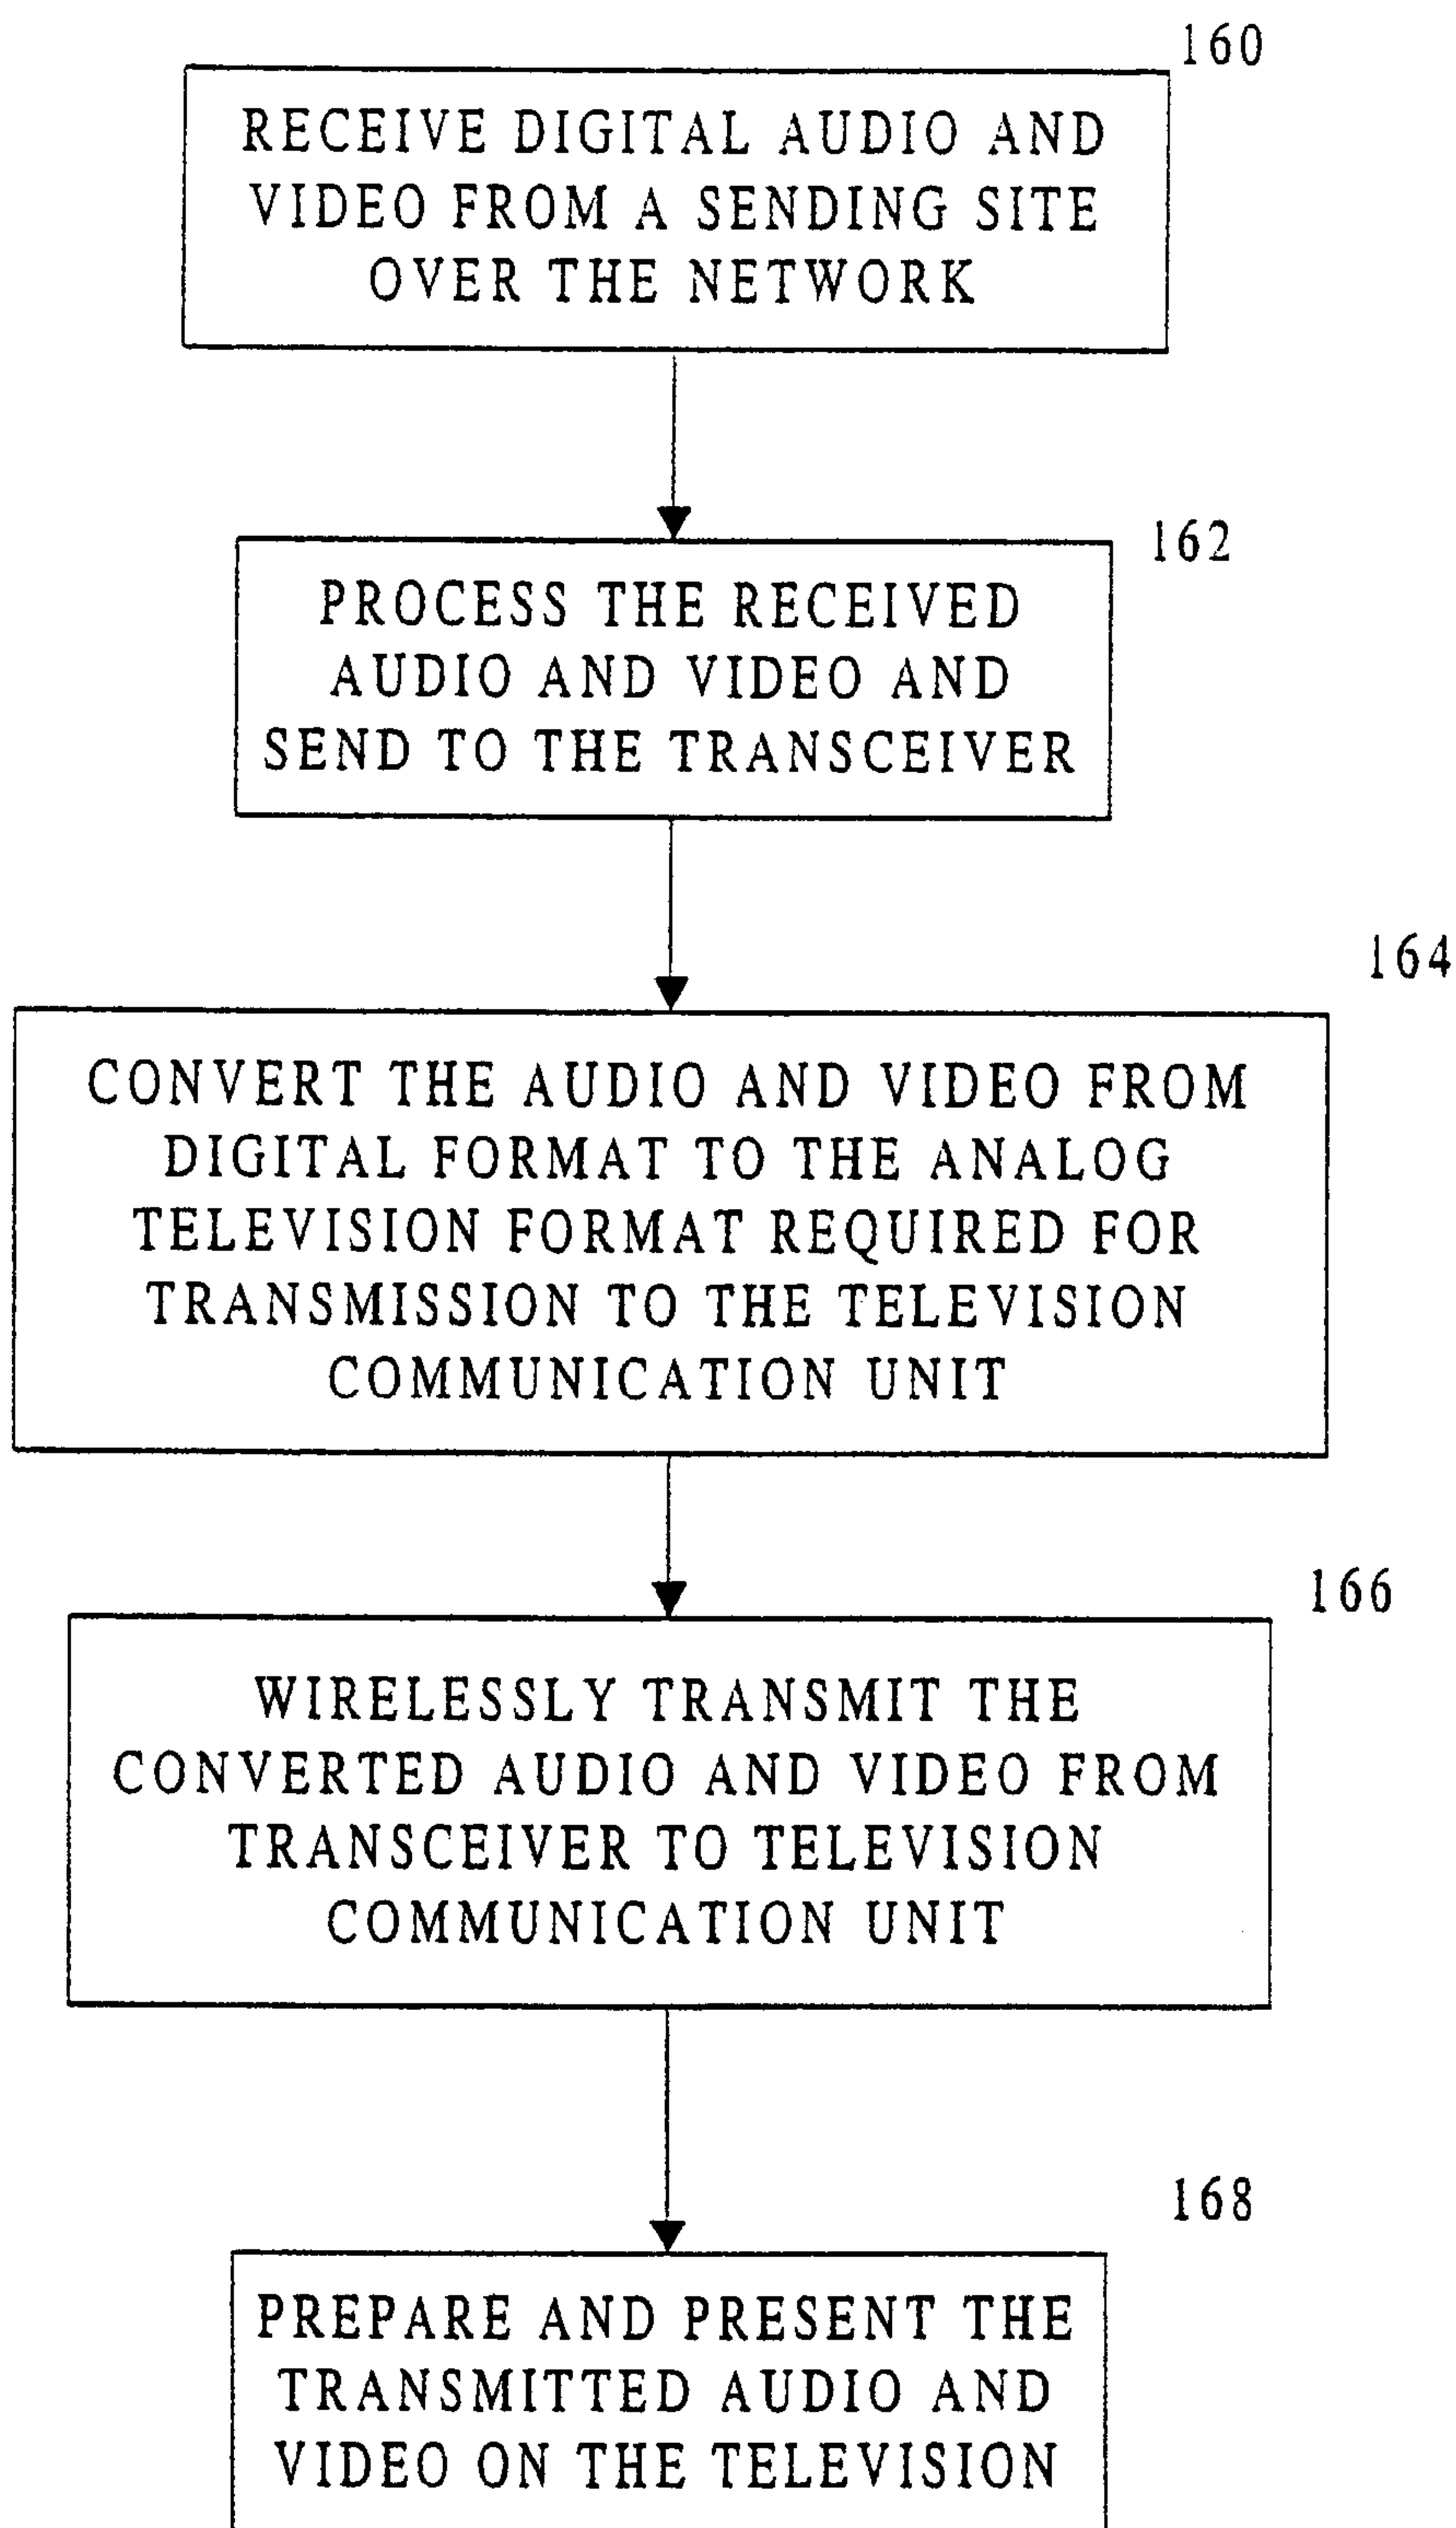 160
RECEIVE DIGITAL AUDIO AND
VIDEO FROM A SENDING SITE
OVER THE NETWORK
162
PROCESS THE RECEIVED
AUDIO AND VIDEO AND
SEND TO THE TRANSCEIVER
164
CONVERT THE AUDIO AND VIDEO FROM
DIGITAL FORMAT TO THE ANALOG
TELEVISION FORMAT REQUIRED FOR
TRANSMISSION TO THE TELEVISION
COMMUNICATION UNIT
166
WIRELESSLY TRANSMIT THE
CONVERTED AUDIO AND VIDEO FROM
TRANSCEIVER TO TELEVISION
COMMUNICATION UNIT
168
PREPARE AND PRESENT THE
TRANSMITTED AUDIO AND
VIDEO ON THE TELEVISION